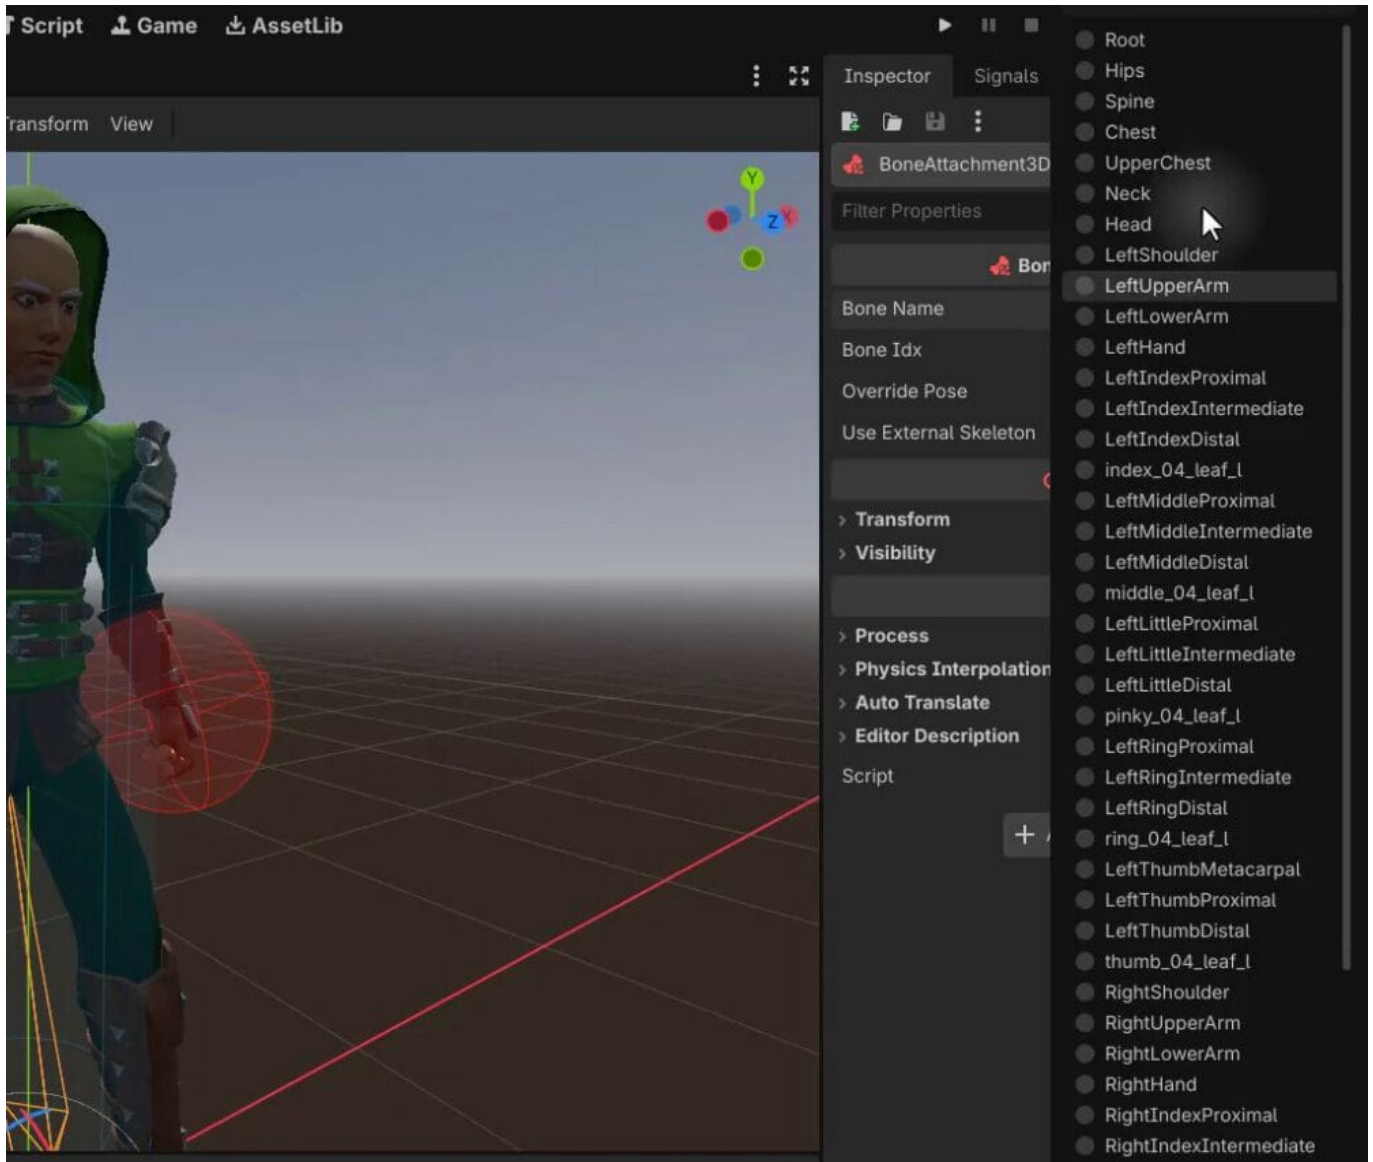 Script Game AssetLib
Inspector Signals
Transform View
BoneAttachment3D
Filter Properties
Bone Name
Bone Idx
Override Pose
Use External Skeleton
Transform
Visibility
Process
Physics Interpolation
Auto Translate
Editor Description
Script
Y
Z
X
Root
Hips
Spine
Chest
UpperChest
Neck
Head
LeftShoulder
LeftUpperArm
LeftLowerArm
LeftHand
LeftIndexProximal
LeftIndexIntermediate
LeftIndexDistal
index_04_leaf_l
LeftMiddleProximal
LeftMiddleIntermediate
LeftMiddleDistal
middle_04_leaf_l
LeftLittleProximal
LeftLittleIntermediate
LeftLittleDistal
pinky_04_leaf_l
LeftRingProximal
LeftRingIntermediate
LeftRingDistal
ring_04_leaf_l
LeftThumbMetacarpal
LeftThumbProximal
LeftThumbDistal
thumb_04_leaf_l
RightShoulder
RightUpperArm
RightLowerArm
RightHand
RightIndexProximal
RightIndexIntermediate